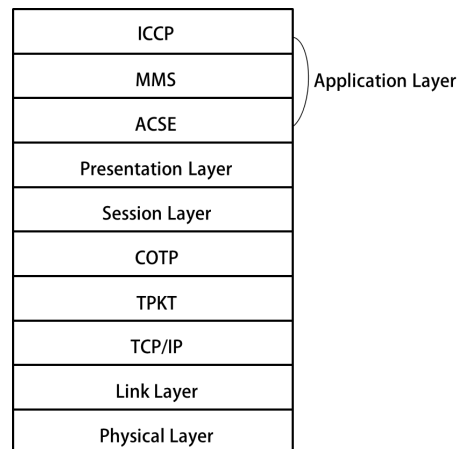 ICCP
MMS
Application Layer
ACSE
Presentation Layer
Session Layer
COTP
TPKT
TCP/IP
Link Layer
Physical Layer